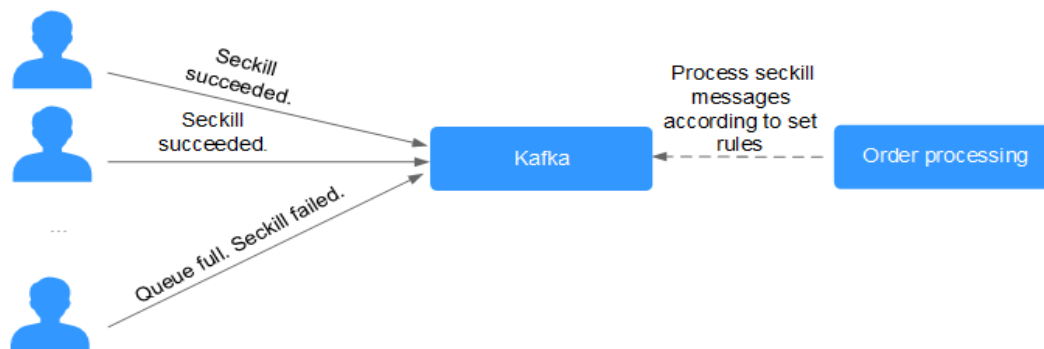 Seckill
succeeded.
Seckill
succeeded.
...
Queue full. Seckill failed.
Kafka
Process seckill
messages
according to set
rules
Order processing